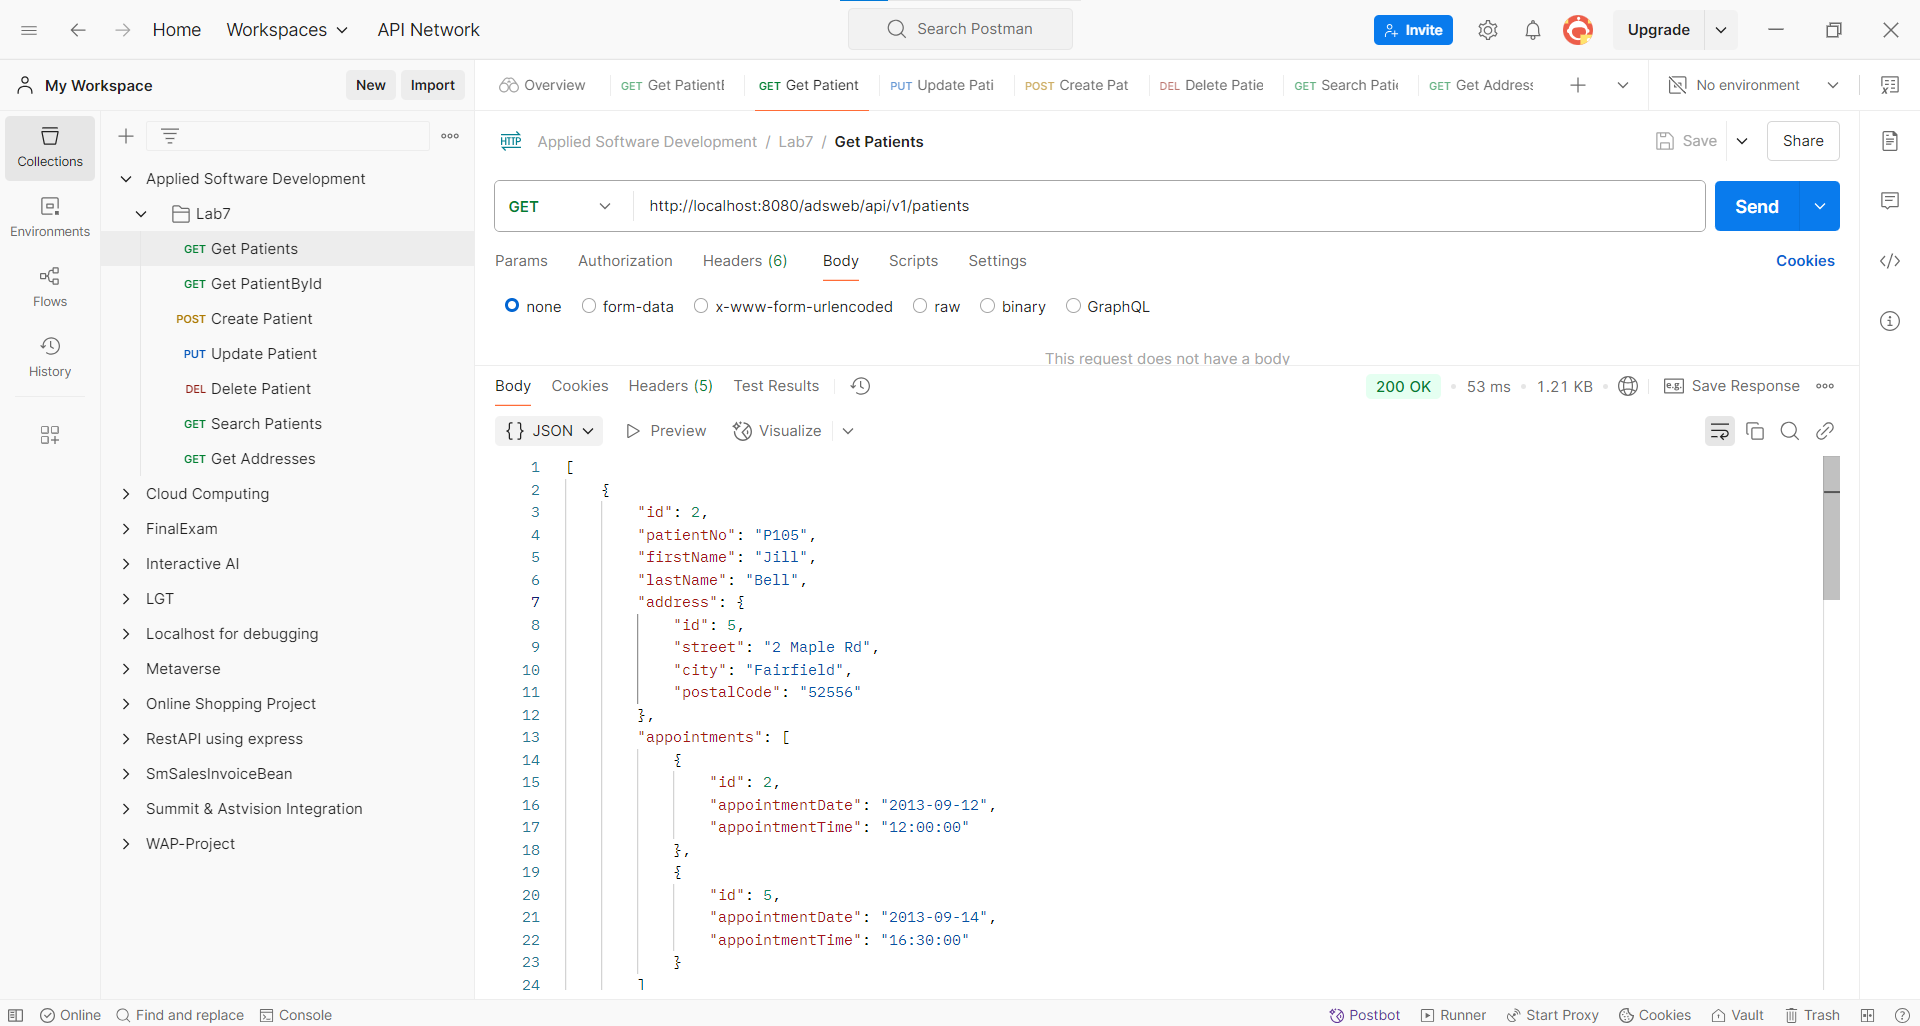 Home Workspaces API Network Search Postman Invite Upgrade
My Workspace New Import
Overview GET Get PatientB GET Get Patient PUT Update Pati POST Create Pat DEL Delete Patie GET Search Patie GET Get Address No environment
Collections
Environments
Flows
History
Applied Software Development
Lab7
GET Get Patients
GET Get PatientById
POST Create Patient
PUT Update Patient
DEL Delete Patient
GET Search Patients
GET Get Addresses
Cloud Computing
FinalExam
Interactive AI
LGT
Localhost for debugging
Metaverse
Online Shopping Project
RestAPI using express
SmSalesInvoiceBean
Summit & Astvision Integration
WAP-Project
HTTP Applied Software Development / Lab7 / Get Patients Save Share
GET http://localhost:8080/adsweb/api/v1/patients Send
Params Authorization Headers (6) Body Scripts Settings Cookies
none form-data x-www-form-urlencoded raw binary GraphQL
This request does not have a body
Body Cookies Headers (5) Test Results 200 OK • 53 ms • 1.21 KB • e.g. Save Response
{} JSON Preview Visualize
1 [
2 {
3 "id": 2,
4 "patientNo": "P105",
5 "firstName": "Jill",
6 "lastName": "Bell",
7 "address": {
8 "id": 5,
9 "street": "2 Maple Rd",
10 "city": "Fairfield",
11 "postalCode": "52556"
12 },
13 "appointments": [
14 {
15 "id": 2,
16 "appointmentDate": "2013-09-12",
17 "appointmentTime": "12:00:00"
18 },
19 {
20 "id": 5,
21 "appointmentDate": "2013-09-14",
22 "appointmentTime": "16:30:00"
23 }
24 ]
Online Find and replace Console Postbot Runner Start Proxy Cookies Vault Trash